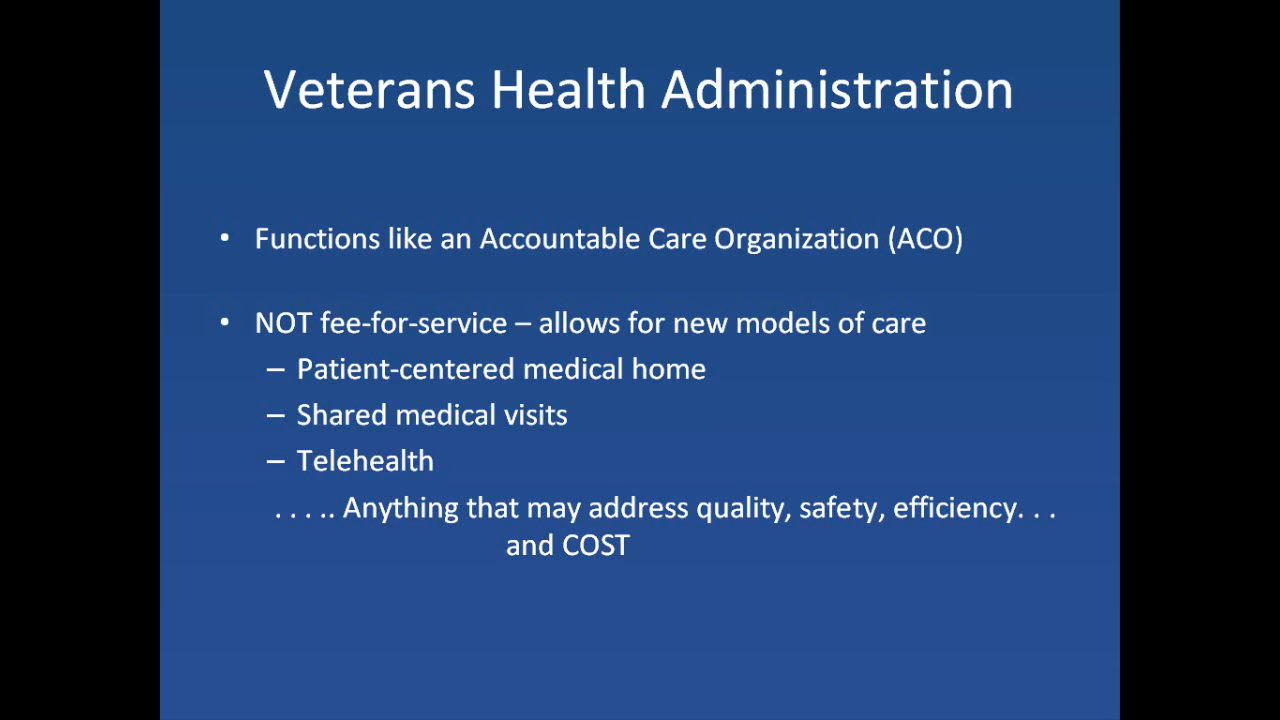 Veterans Health Administration
• Functions like an Accountable Care Organization (ACO)
• NOT fee-for-service – allows for new models of care
– Patient-centered medical home
– Shared medical visits
– Telehealth
. . . .. Anything that may address quality, safety, efficiency. . .
and COST